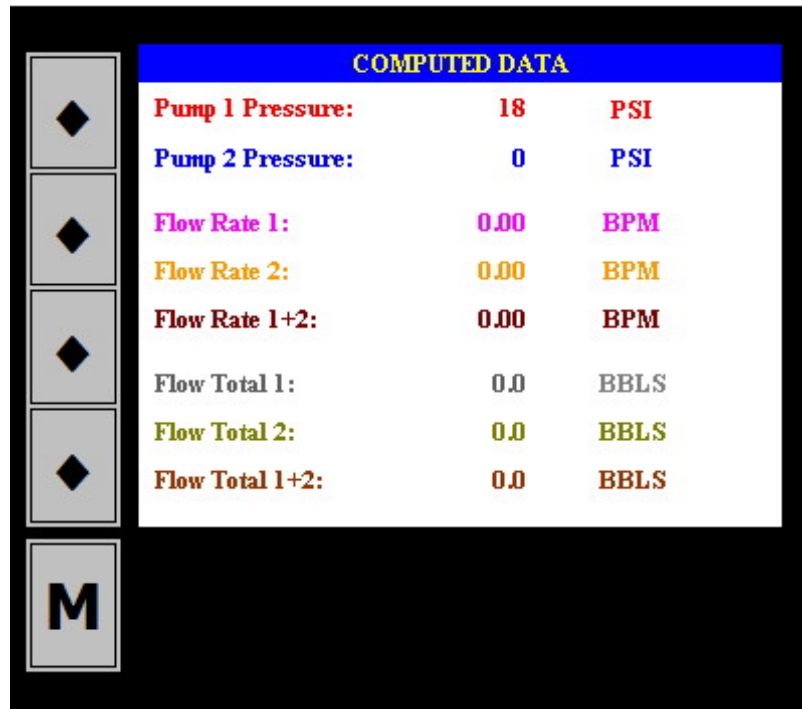 COMPUTED DATA
Pump 1 Pressure: 18 PSI
Pump 2 Pressure: 0 PSI
Flow Rate 1: 0.00 BPM
Flow Rate 2: 0.00 BPM
Flow Rate 1+2: 0.00 BPM
Flow Total 1: 0.0 BBLS
Flow Total 2: 0.0 BBLS
Flow Total 1+2: 0.0 BBLS
M